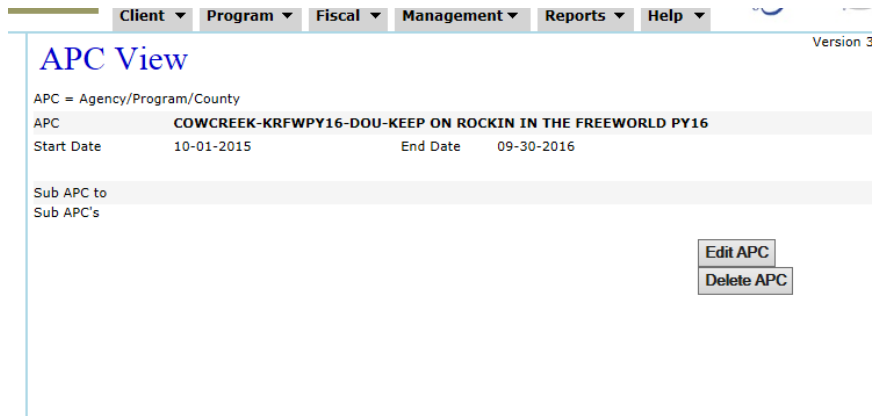 Client Program Fiscal Management Reports Help
Version 3
APC View
APC = Agency/Program/County
APC COWCREEK-KRFWPY16-DOU-KEEP ON ROCKIN IN THE FREEWORLD PY16
Start Date 10-01-2015 End Date 09-30-2016
Sub APC to
Sub APC's
Edit APC
Delete APC